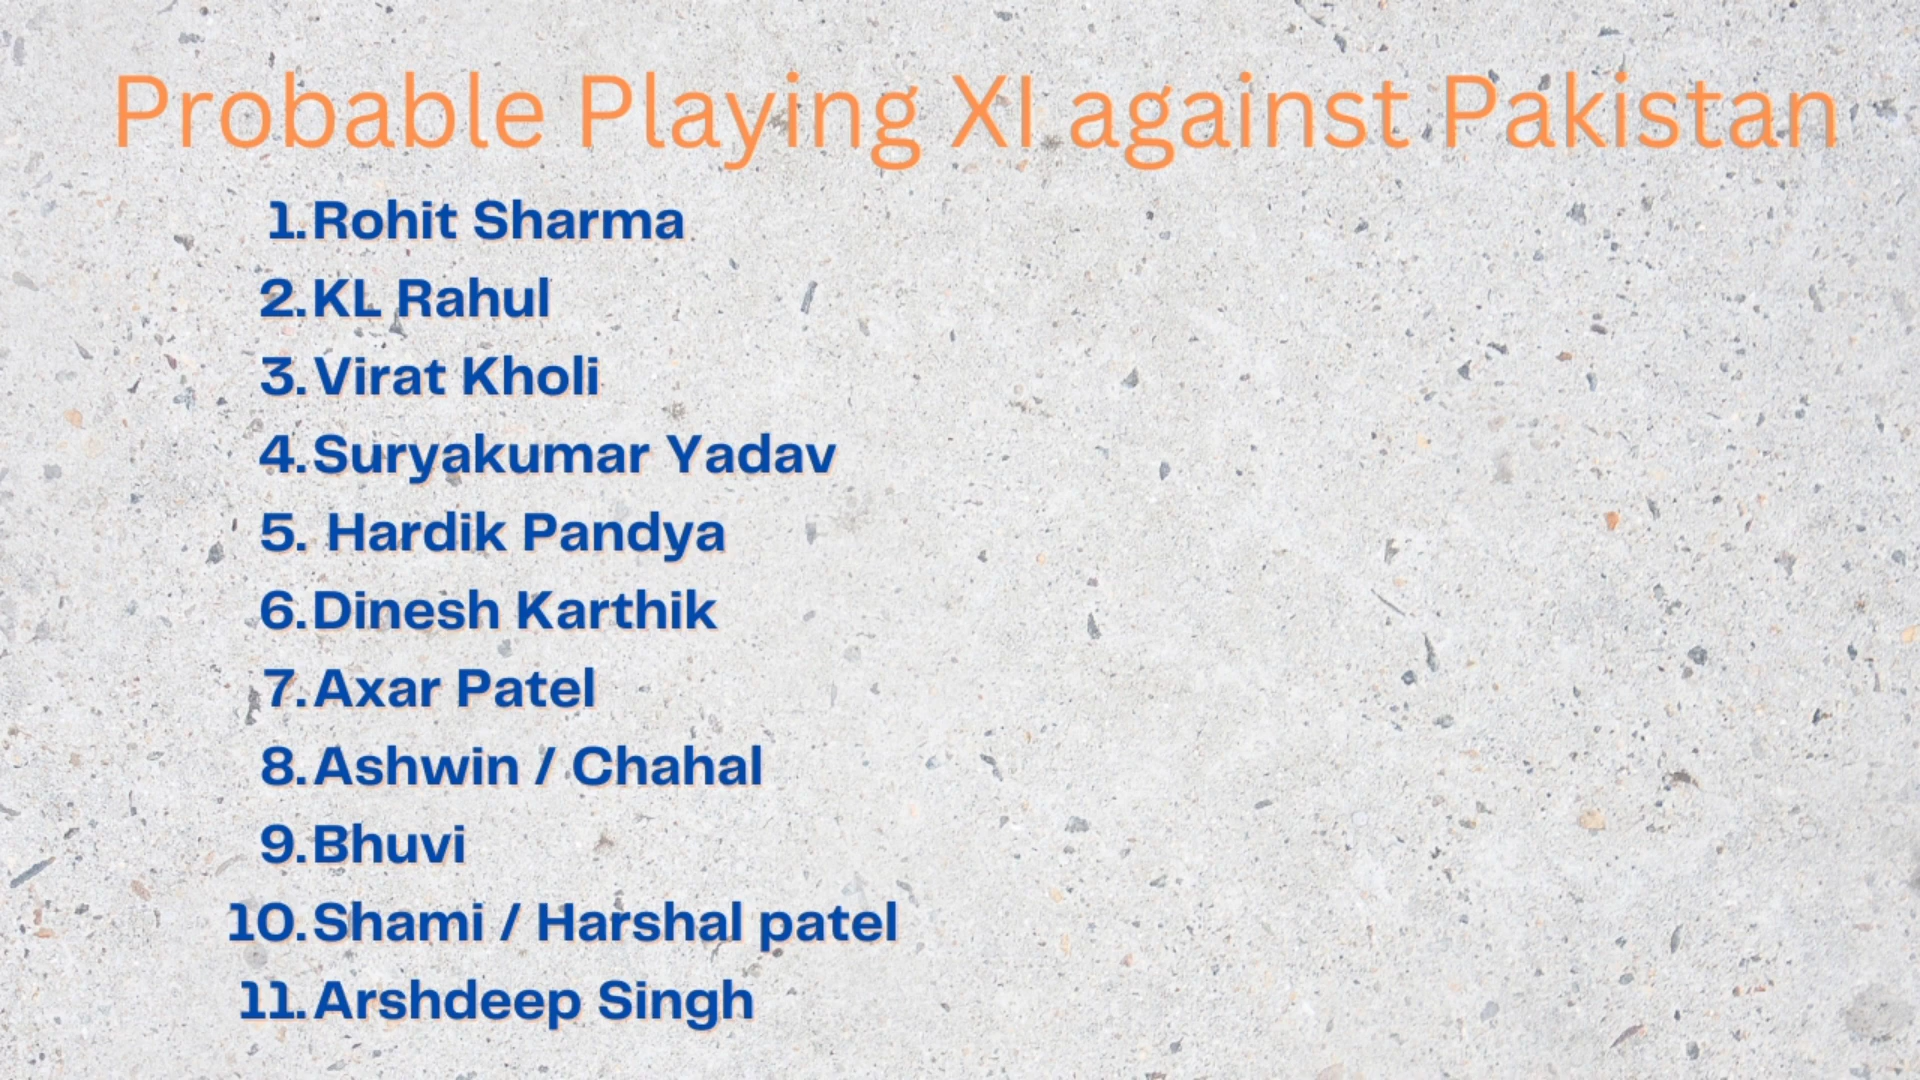 Probable Playing XI against Pakistan
1. Rohit Sharma
2. KL Rahul
3. Virat Kholi
4. Suryakumar Yadav
5. Hardik Pandya
6. Dinesh Karthik
7. Axar Patel
8. Ashwin / Chahal
9. Bhuvi
10. Shami / Harshal patel
11. Arshdeep Singh